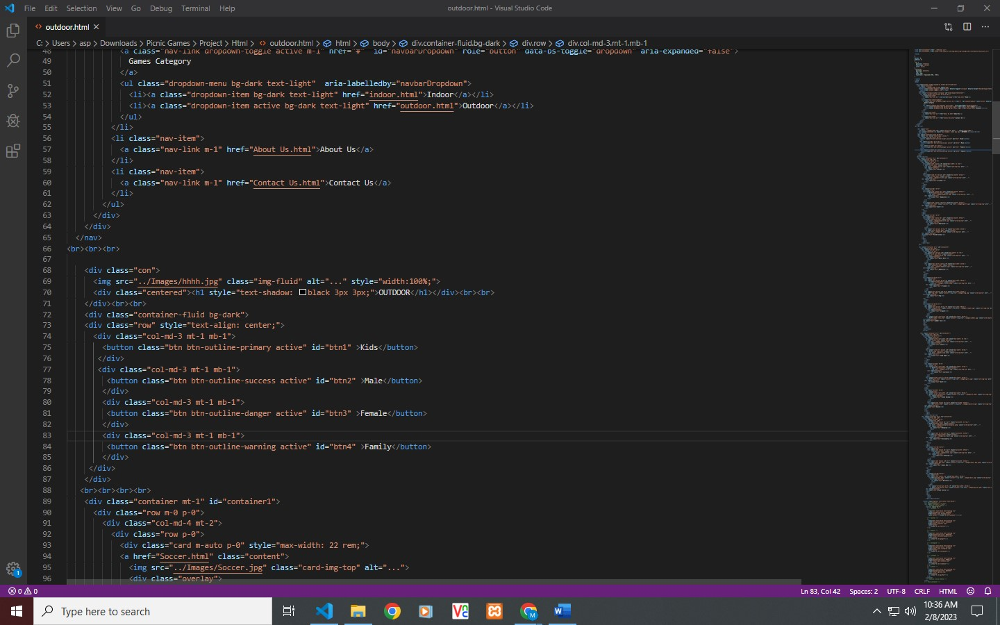 File Edit Selection View Go Debug Terminal Help outdoor.html - Visual Studio Code
outdoor.html
C: > Users > asp > Downloads > Picnic Games > Project > Html > outdoor.html > html > body > div.container-fluid.bg-dark > div.row > div.col-md-3.mt-1.mb-1
48 <a class="nav-link dropdown-toggle active m-1" href="#" id="navbarDropdown" role="button" data-bs-toggle="dropdown" aria-expanded="false">
49 Games Category
50 </a>
51 <ul class="dropdown-menu bg-dark text-light"  aria-labelledby="navbarDropdown">
52 <li><a class="dropdown-item bg-dark text-light" href="indoor.html">Indoor</a></li>
53 <li><a class="dropdown-item active bg-dark text-light" href="outdoor.html">Outdoor</a></li>
54 </ul>
55 </li>
56 <li class="nav-item">
57 <a class="nav-link m-1" href="About Us.html">About Us</a>
58 </li>
59 <li class="nav-item">
60 <a class="nav-link m-1" href="Contact Us.html">Contact Us</a>
61 </li>
62 </ul>
63 </div>
64 </div>
65 </nav>
66 <br><br><br>
67
68 <div class="con">
69 <img src="../Images/hhhh.jpg" class="img-fluid" alt="..." style="width:100%;">
70 <div class="centered"><h1 style="text-shadow: black 3px 3px;">OUTDOOR</h1></div><br><br>
71 </div><br><br>
72 <div class="container-fluid bg-dark">
73 <div class="row" style="text-align: center;">
74 <div class="col-md-3 mt-1 mb-1">
75 <button class="btn btn-outline-primary active" id="btn1" >Kids</button>
76 </div>
77 <div class="col-md-3 mt-1 mb-1">
78 <button class="btn btn-outline-success active" id="btn2" >Male</button>
79 </div>
80 <div class="col-md-3 mt-1 mb-1">
81 <button class="btn btn-outline-danger active" id="btn3" >Female</button>
82 </div>
83 <div class="col-md-3 mt-1 mb-1">
84 <button class="btn btn-outline-warning active" id="btn4" >Family</button>
85 </div>
86 </div>
87 </div>
88 <br><br><br><br>
89 <div class="container mt-1" id="container1">
90 <div class="row m-0 p-0">
91 <div class="col-md-4 mt-2">
92 <div class="row p-0">
93 <div class="card m-auto p-0" style="max-width: 22 rem;">
94 <a href="Soccer.html" class="content">
95 <img src="../Images/Soccer.jpg" class="card-img-top" alt="...">
96 <div class="overlay">
1
0 0 Ln 83, Col 42 Spaces: 2 UTF-8 CRLF HTML
Type here to search
10:36 AM
2/8/2023